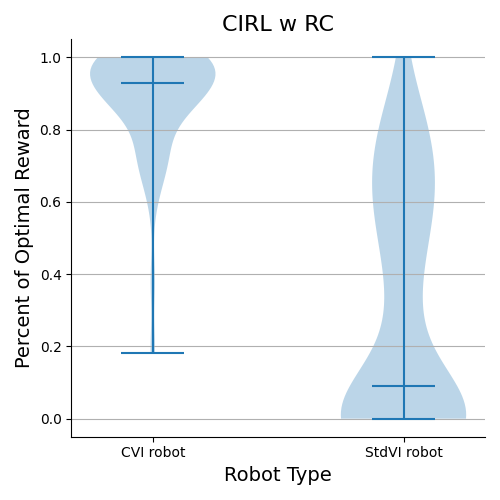 CIRL w RC
Percent of Optimal Reward
1.0
0.8
0.6
0.4
0.2
0.0
CVI robot
StdVI robot
Robot Type